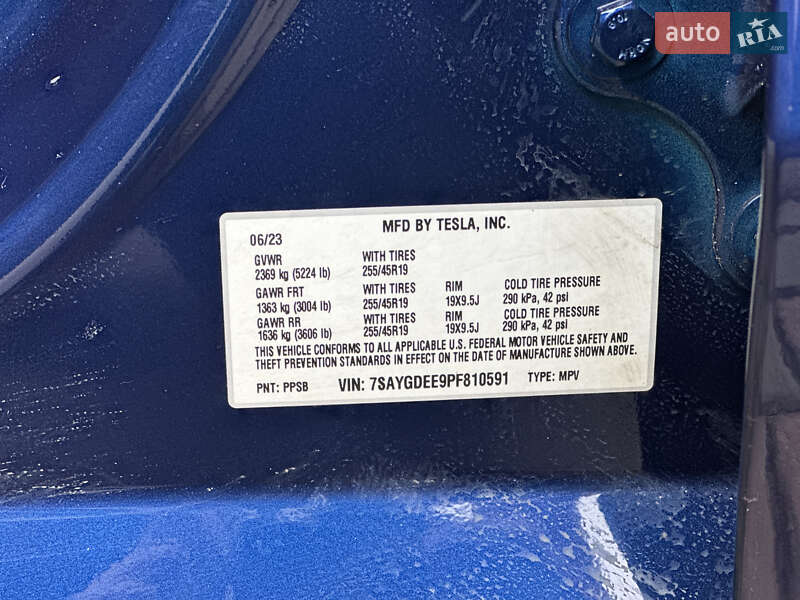 auto RIA.com
MFD BY TESLA, INC.
06/23
GVWR WITH TIRES
2369 kg (5224 lb) 255/45R19
GAWR FRT WITH TIRES RIM COLD TIRE PRESSURE
1363 kg (3004 lb) 255/45R19 19X9.5J 290 kPa, 42 psi
GAWR RR WITH TIRES RIM COLD TIRE PRESSURE
1636 kg (3606 lb) 255/45R19 19X9.5J 290 kPa, 42 psi
THIS VEHICLE CONFORMS TO ALL APPLICABLE U.S. FEDERAL MOTOR VEHICLE SAFETY AND
THEFT PREVENTION STANDARDS IN EFFECT ON THE DATE OF MANUFACTURE SHOWN ABOVE.
PNT: PPSB VIN: 7SAYGDEE9PF810591 TYPE: MPV